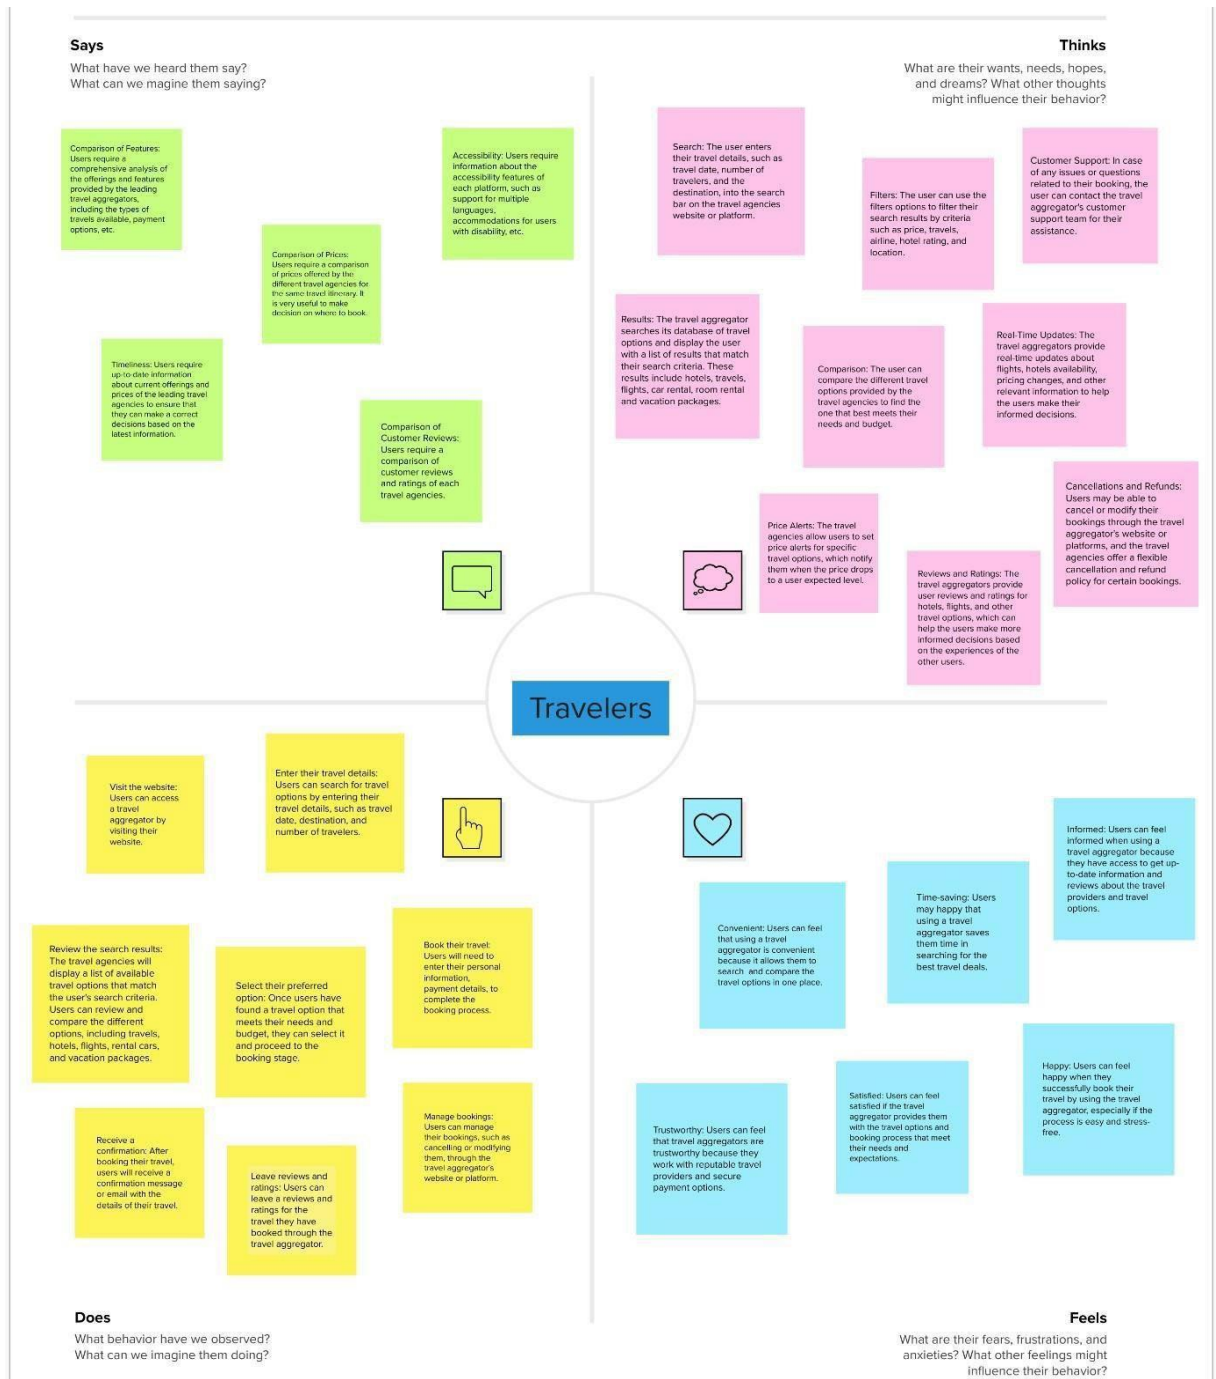 Says
What have we heard them say?
What can we magine them saying?
Comparison of Features:
Users require a
comprehensive analysis of
the offerings and features
provided by the leading
travel aggregators,
including the types of
travels available, payment
options, etc.
Accessibility: Users require
information about the
accessibility features of
each platform, such as
support for multiple
languages,
accommodations for users
with disability, etc.
Comparison of Prices:
Users require a comparison
of prices offered by the
different travel agencies for
the same travel itinerary. It
is very useful to make
decision on where to book.
Timeliness: Users require
up-to-date information
about current offerings and
prices of the leading travel
agencies to ensure that
they can make a correct
decisions based on the
latest information.
Comparison of
Customer Reviews:
Users require a
comparison of
customer reviews
and ratings of each
travel agencies.
Thinks
What are their wants, needs, hopes,
and dreams? What other thoughts
might influence their behavior?
Search: The user enters
their travel details, such as
travel date, number of
travelers, and the
destination, into the search
bar on the travel agencies
website or platform.
Filters: The user can use the
filters options to filter their
search results by criteria
such as price, travels,
airline, hotel rating, and
location.
Customer Support: In case
of any issues or questions
related to their booking, the
user can contact the travel
aggregator's customer
support team for their
assistance.
Results: The travel aggregator
searches its database of travel
options and display the user
with a list of results that match
their search criteria. These
results include hotels, travels,
flights, car rental, room rental
and vacation packages.
Comparison: The user can
compare the different travel
options provided by the
travel agencies to find the
one that best meets their
needs and budget.
Real-Time Updates: The
travel aggregators provide
real-time updates about
flights, hotels availability,
pricing changes, and other
relevant information to help
the users make their
informed decisions.
Price Alerts: The travel
agencies allow users to set
price alerts for specific
travel options, which notify
them when the price drops
to a user expected level.
Reviews and Ratings: The
travel aggregators provide
user reviews and ratings for
hotels, flights, and other
travel options, which can
help the users make more
informed decisions based
on the experiences of the
other users.
Cancellations and Refunds:
Users may be able to
cancel or modify their
bookings through the travel
aggregator's website or
platforms, and the travel
agencies offer a flexible
cancellation and refund
policy for certain bookings.
Travelers
Visit the website:
Users can access
a travel
aggregator by
visiting their
website.
Enter their travel details:
Users can search for travel
options by entering their
travel details, such as travel
date, destination, and
number of travelers.
Review the search results:
The travel agencies will
display a list of available
travel options that match
the user's search criteria.
Users can review and
compare the different
options, including travels,
hotels, flights, rental cars,
and vacation packages.
Select their preferred
option: Once users have
found a travel option that
meets their needs and
budget, they can select it
and proceed to the
booking stage.
Book their travel:
Users will need to
enter their personal
information,
payment details, to
complete the
booking process.
Receive a
confirmation: After
booking their travel,
users will receive a
confirmation message
or email with the
details of their travel.
Leave reviews and
ratings: Users can
leave a reviews and
ratings for the
travel they have
booked through the
travel aggregator.
Manage bookings:
Users can manage
their bookings, such as
cancelling or modifying
them, through the
travel aggregator's
website or platform.
Does
What behavior have we observed?
What can we imagine them doing?
Convenient: Users can feel
that using a travel
aggregator is convenient
because it allows them to
search and compare the
travel options in one place.
Time-saving: Users
may happy that
using a travel
aggregator saves
them time in
searching for the
best travel deals.
Informed: Users can feel
informed when using a
travel aggregator because
they have access to get up-
to-date information and
reviews about the travel
providers and travel
options.
Trustworthy: Users can feel
that travel aggregators are
trustworthy because they
work with reputable travel
providers and secure
payment options.
Satisfied: Users can feel
satisfied if the travel
aggregator provides them
with the travel options and
booking process that meet
their needs and
expectations.
Happy: Users can feel
happy when they
successfully book their
travel by using the travel
aggregator, especially if the
process is easy and stress-
free.
Feels
What are their fears, frustrations, and
anxieties? What other feelings might
influence their behavior?